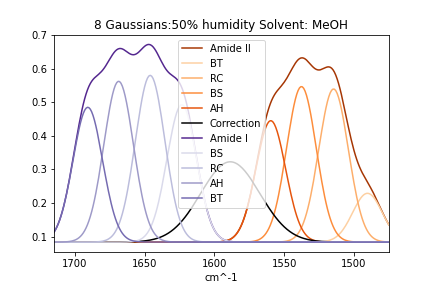 8 Gaussians:50% humidity Solvent: MeOH
0.7
0.6
0.5
0.4
0.3
0.2
0.1
Amide II
BT
RC
BS
AH
Correction
Amide I
BS
RC
AH
BT
1700
1650
1600
1550
1500
cm^-1